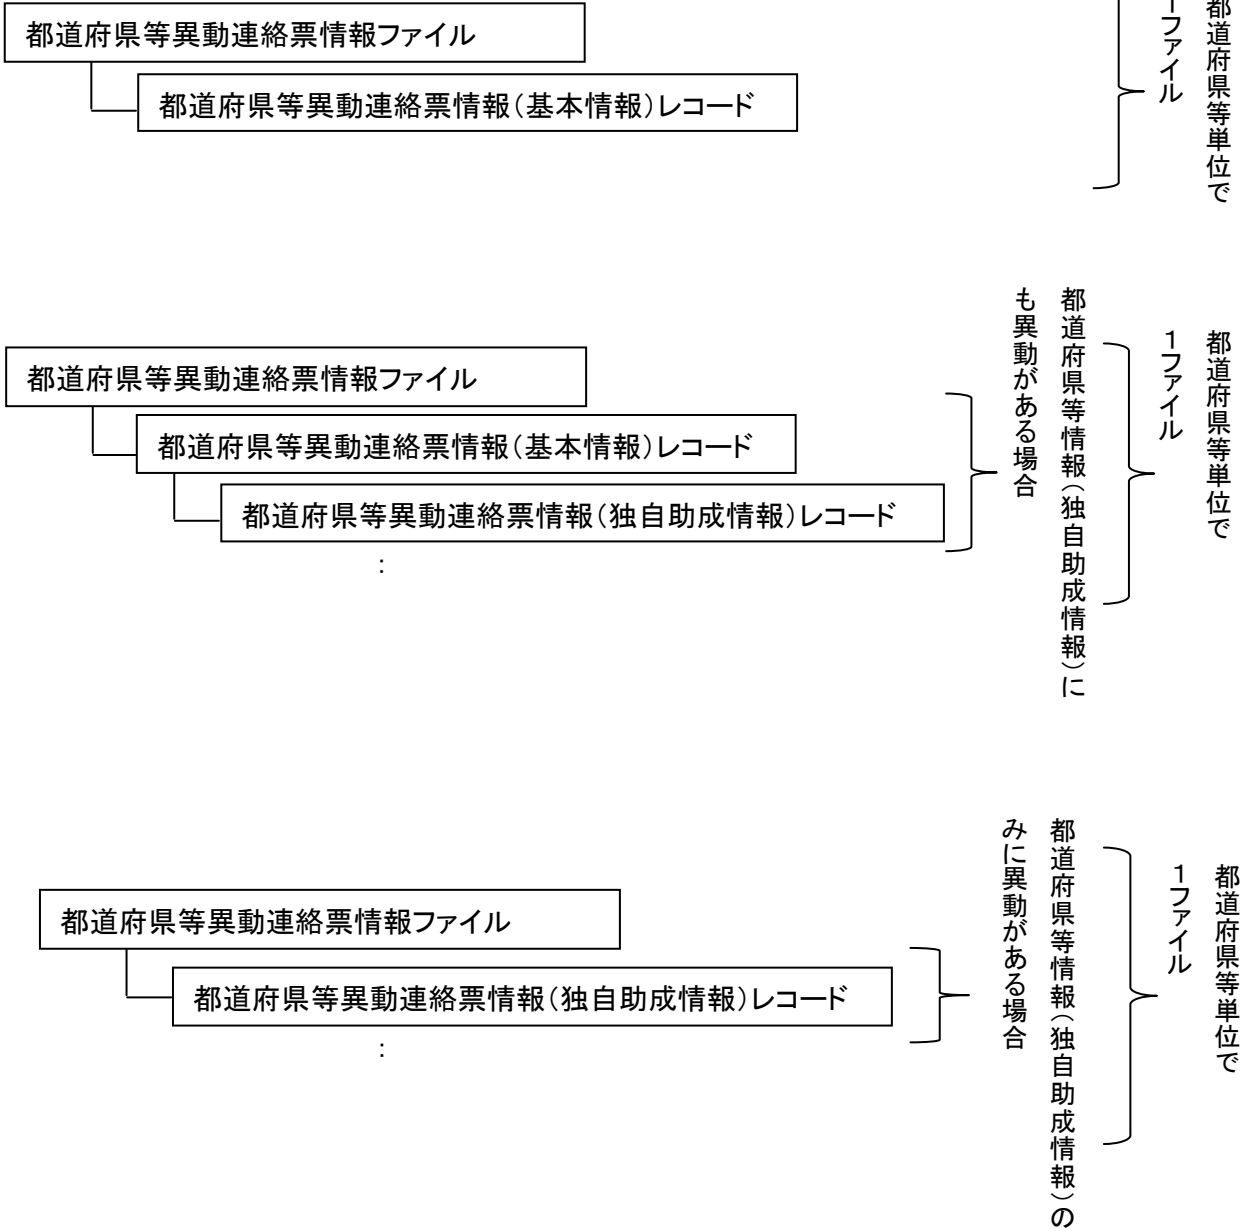 都道府県等異動連絡票情報ファイル
都道府県等異動連絡票情報(基本情報)レコード
都道府県等単位で
1ファイル
都道府県等異動連絡票情報ファイル
都道府県等異動連絡票情報(基本情報)レコード
都道府県等異動連絡票情報(独自助成情報)レコード
:
都道府県等情報(独自助成情報)に
も異動がある場合
都道府県等単位で
1ファイル
都道府県等異動連絡票情報ファイル
都道府県等異動連絡票情報(独自助成情報)レコード
:
都道府県等情報(独自助成情報)の
みに異動がある場合
都道府県等単位で
1ファイル